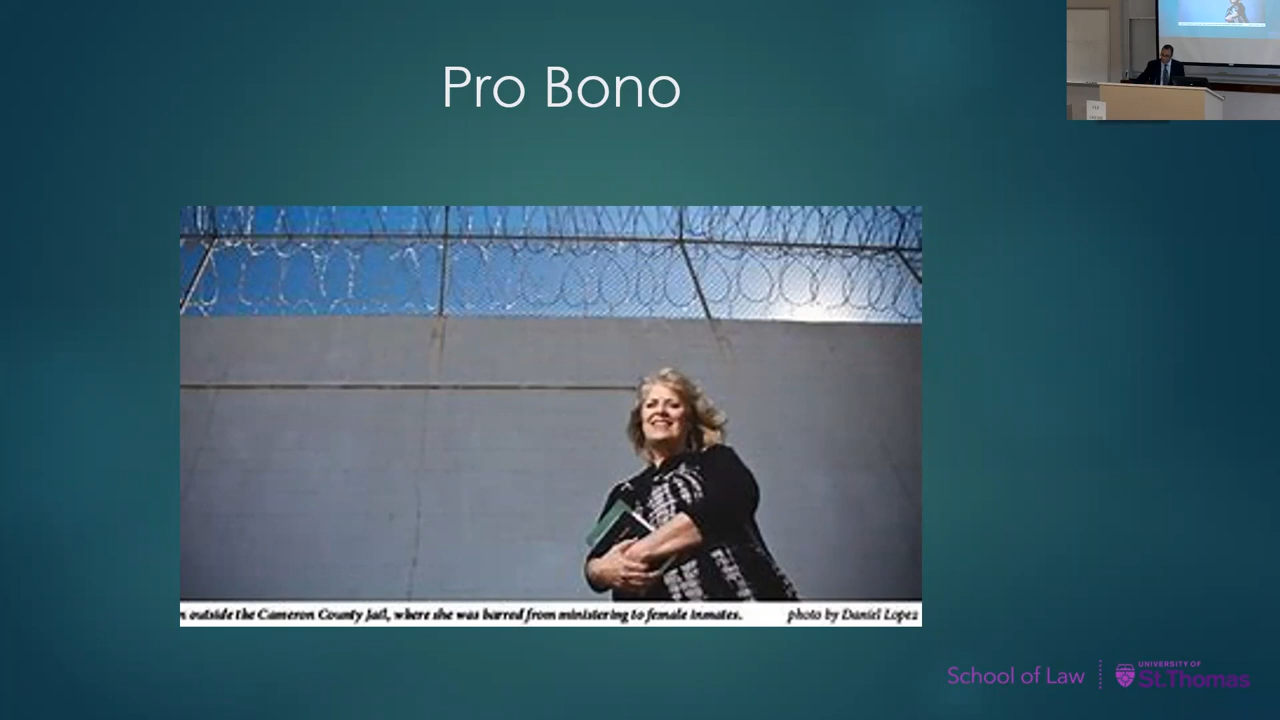 Pro Bono
s outside the Cameron County Jail, where she was barred from ministering to female inmates. photo by Daniel Lopez
School of Law
UNIVERSITY OF
St.Thomas